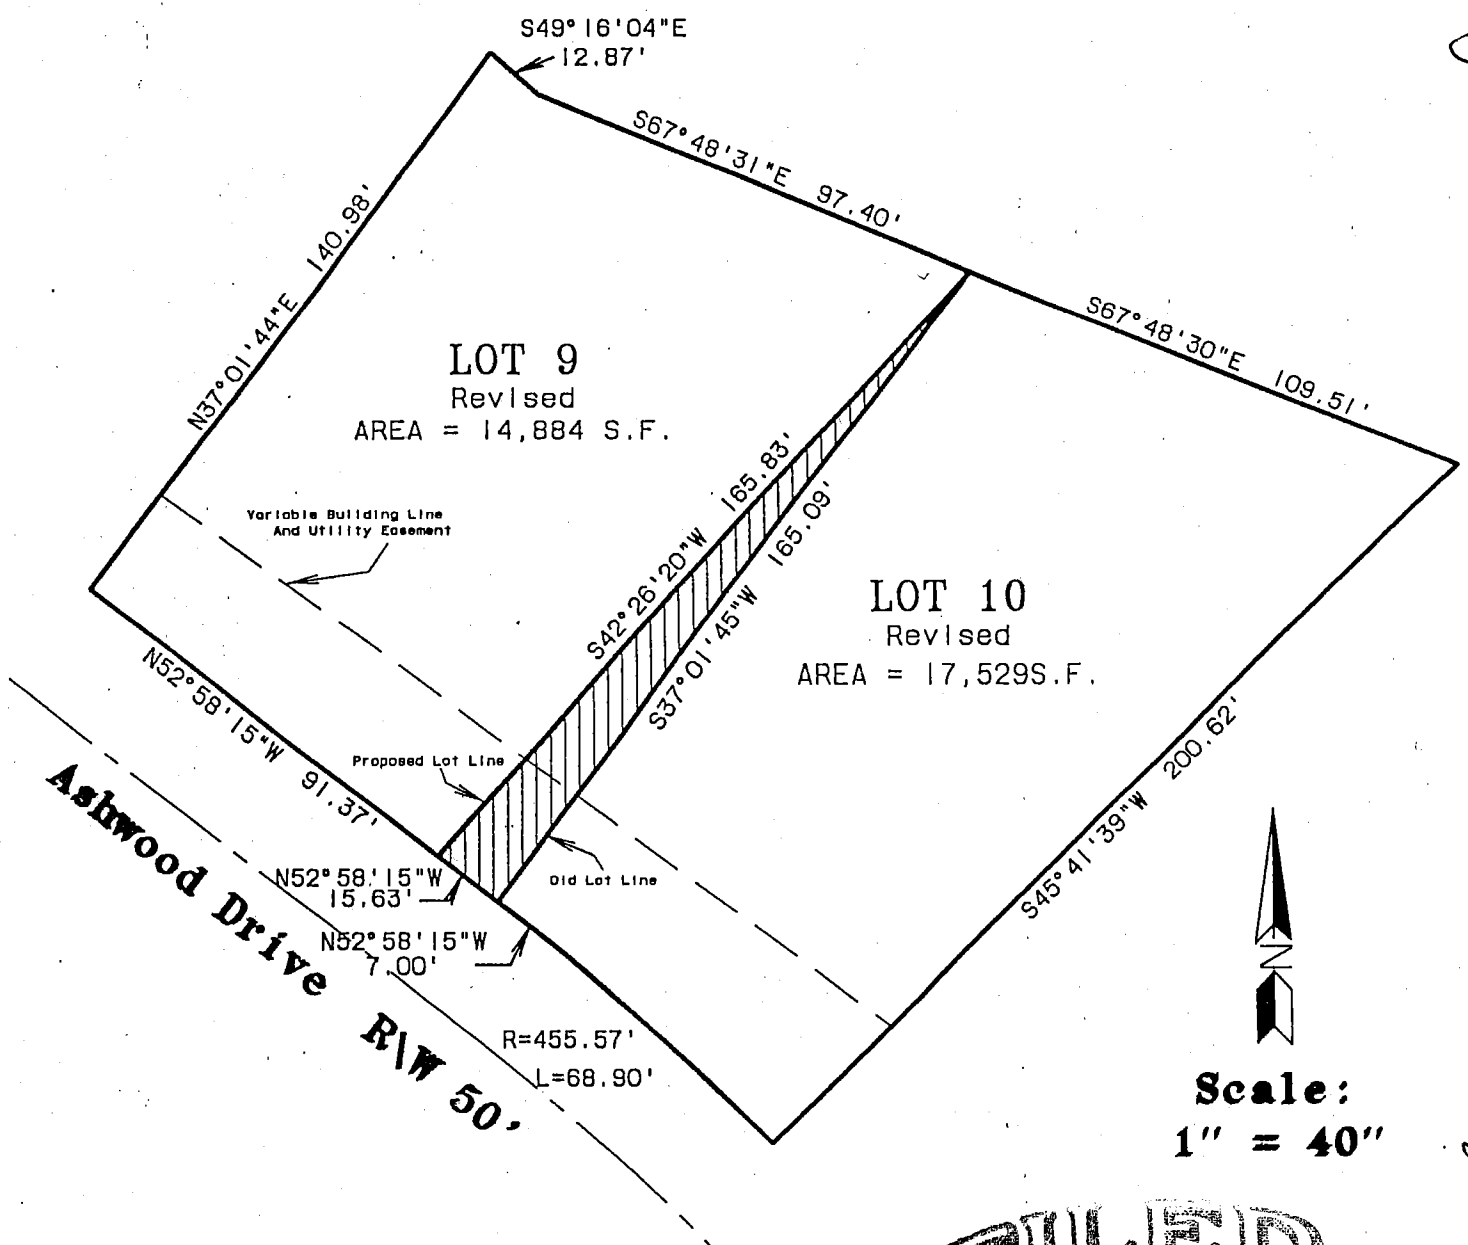 S49°16'04"E
12.87'
S67°48'31"E 97.40'
N37°01'44"E 140.98'
S67°48'30"E 109.51'
LOT 9
Revised
AREA = 14,884 S.F.
S42°26'20"W 165.83'
S37°01'45"W 165.09'
Variable Building Line
And Utility Easement
LOT 10
Revised
AREA = 17,529S.F.
N52°58'15"W 91.37'
Proposed Lot Line
Old Lot Line
S45°41'39"W 200.62'
N52°58'15"W
15.63'
N52°58'15"W
7.00'
Ashwood Drive R\W 50'
R=455.57'
L=68.90'
N
Scale:
1" = 40"
FILED